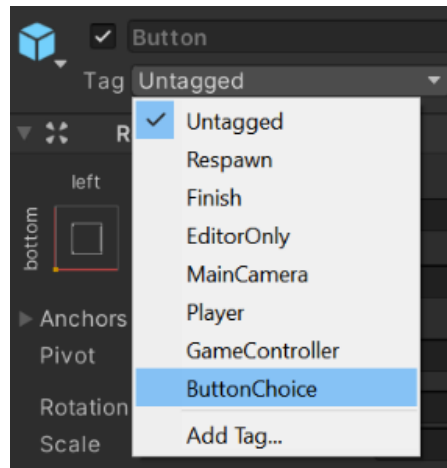 Button
Tag Untagged
Untagged
R
Respawn
left
Finish
bottom
EditorOnly
MainCamera
Anchors
Player
Pivot
GameController
ButtonChoice
Rotation
Add Tag...
Scale